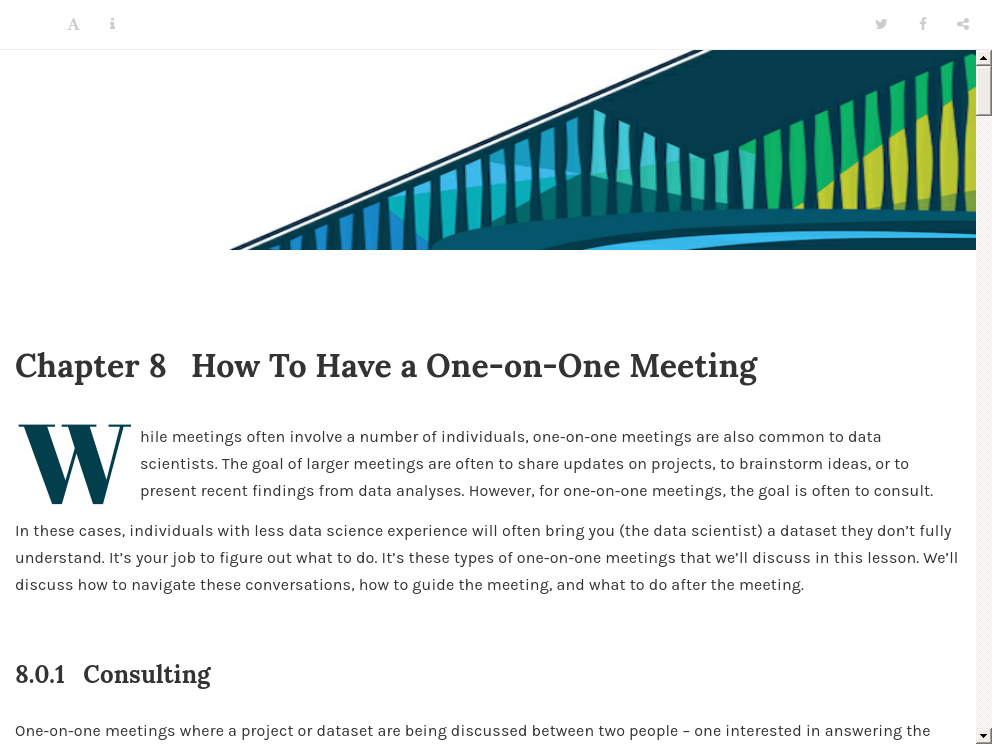 Chapter 8 How To Have a One-on-One Meeting
While meetings often involve a number of individuals, one-on-one meetings are also common to data
scientists. The goal of larger meetings are often to share updates on projects, to brainstorm ideas, or to
present recent findings from data analyses. However, for one-on-one meetings, the goal is often to consult.
In these cases, individuals with less data science experience will often bring you (the data scientist) a dataset they don’t fully
understand. It’s your job to figure out what to do. It’s these types of one-on-one meetings that we’ll discuss in this lesson. We’ll
discuss how to navigate these conversations, how to guide the meeting, and what to do after the meeting.
8.0.1 Consulting
One-on-one meetings where a project or dataset are being discussed between two people – one interested in answering the